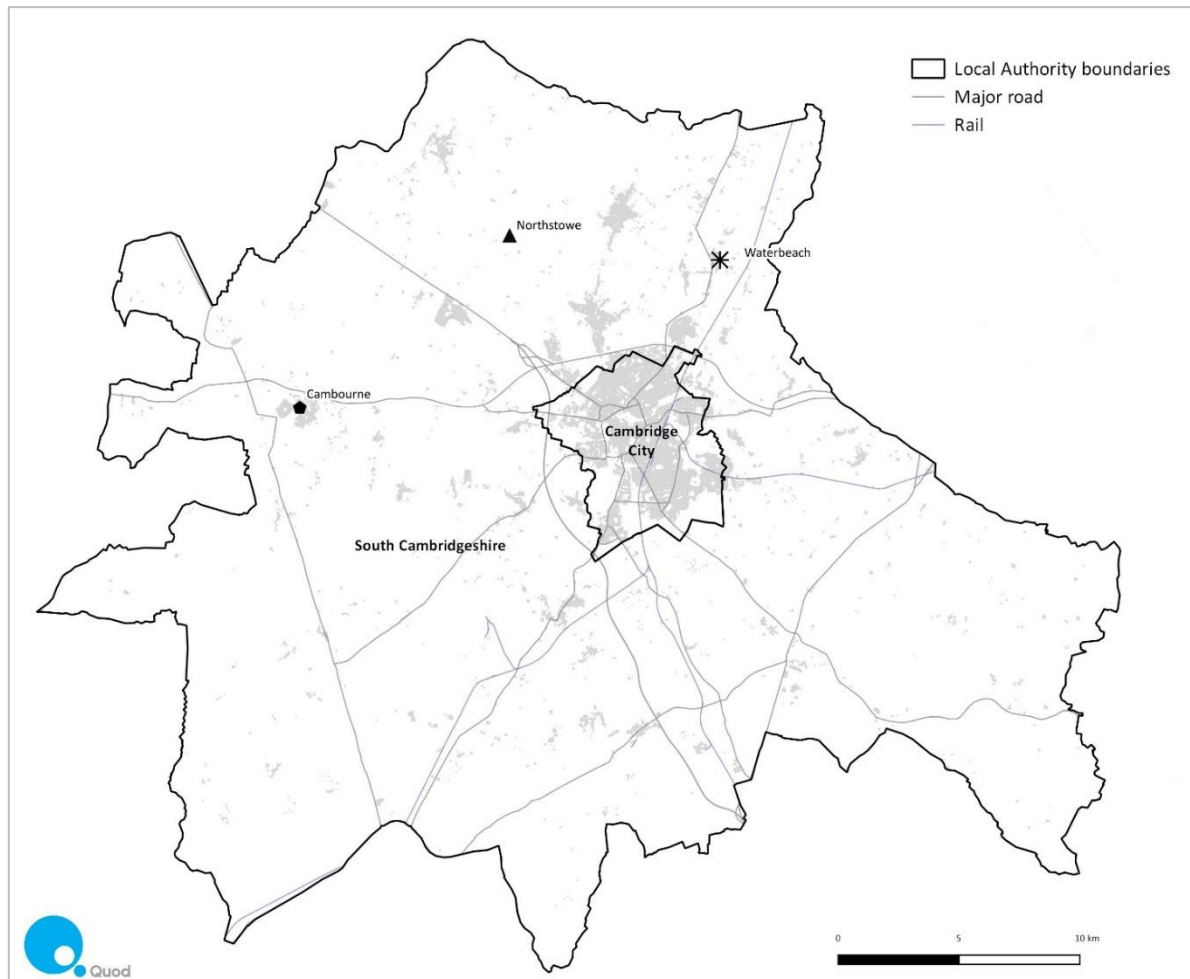 Local Authority boundaries
Major road
Rail
Northstowe
Waterbeach
Cambourne
Cambridge
City
South Cambridgeshire
0 5 10 km
Quod